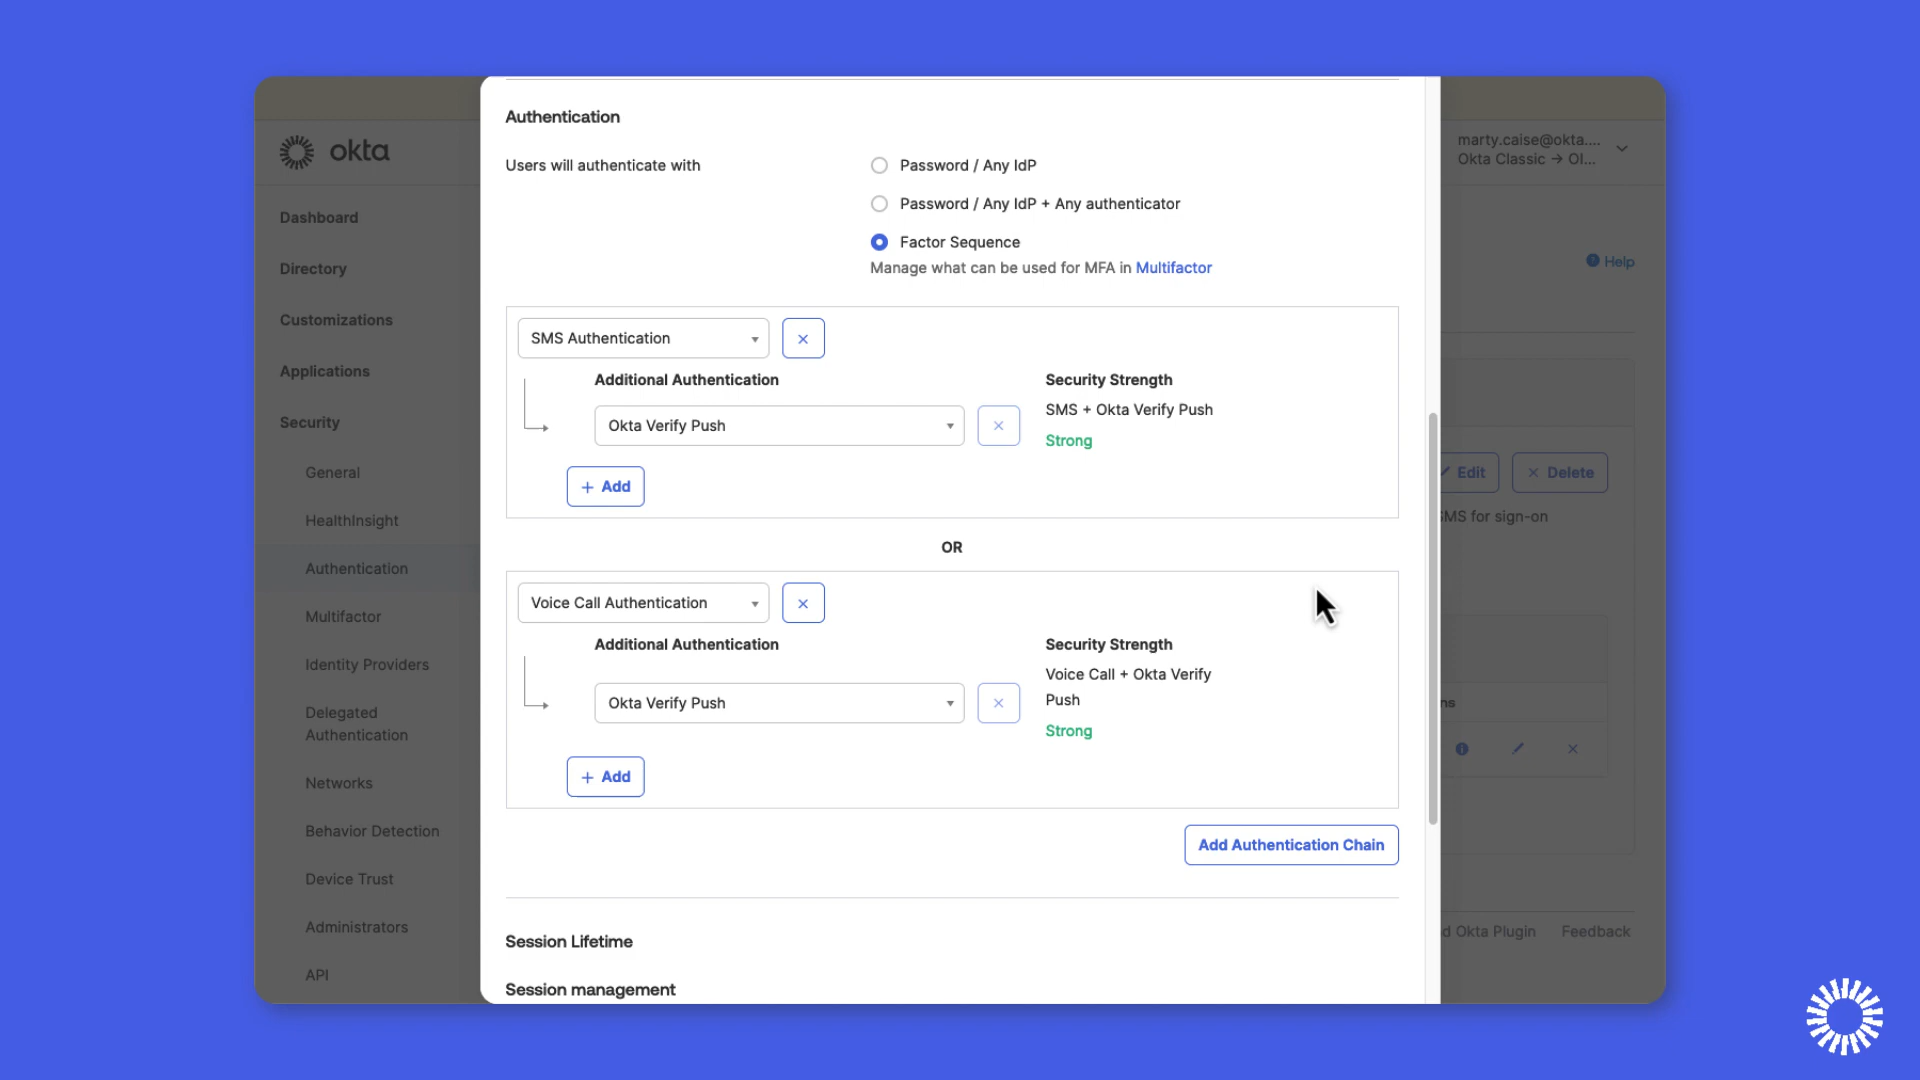 okta
marty.caise@okta....
Okta Classic → OI...
Dashboard
Directory
Customizations
Applications
Security
General
HealthInsight
Authentication
Multifactor
Identity Providers
Delegated
Authentication
Networks
Behavior Detection
Device Trust
Administrators
API
Authentication
Users will authenticate with
Password / Any IdP
Password / Any IdP + Any authenticator
Factor Sequence
Manage what can be used for MFA in Multifactor
SMS Authentication
Additional Authentication
Security Strength
Okta Verify Push
SMS + Okta Verify Push
Strong
+ Add
OR
Voice Call Authentication
Additional Authentication
Security Strength
Okta Verify Push
Voice Call + Okta Verify
Push
Strong
+ Add
Add Authentication Chain
Session Lifetime
Session management
Help
Edit
Delete
SMS for sign-on
ns
d Okta Plugin
Feedback